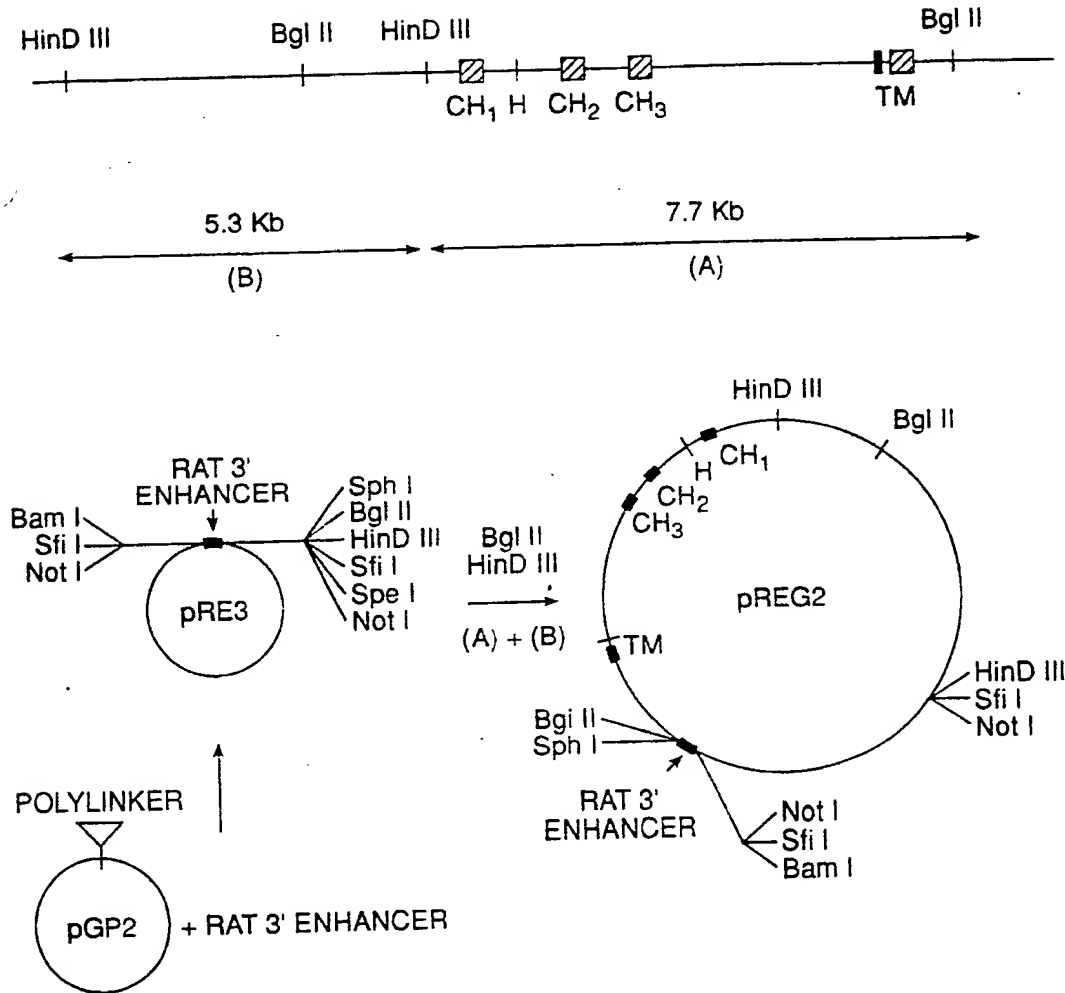 HinD III Bgl II HinD III Bgl II
CH1 H CH2 CH3 TM
5.3 Kb 7.7 Kb
(B) (A)
RAT 3'
ENHANCER
Bam I
Sfi I
Not I
Sph I
Bgl II
HinD III
Sfi I
Spe I
Not I
pRE3
Bgl II
HinD III
(A) + (B)
HinD III
Bgl II
CH1
H
CH2
CH3
pREG2
TM
HinD III
Sfi I
Not I
Bgi II
Sph I
RAT 3'
ENHANCER
Not I
Sfi I
Bam I
POLYLINKER
pGP2 + RAT 3' ENHANCER